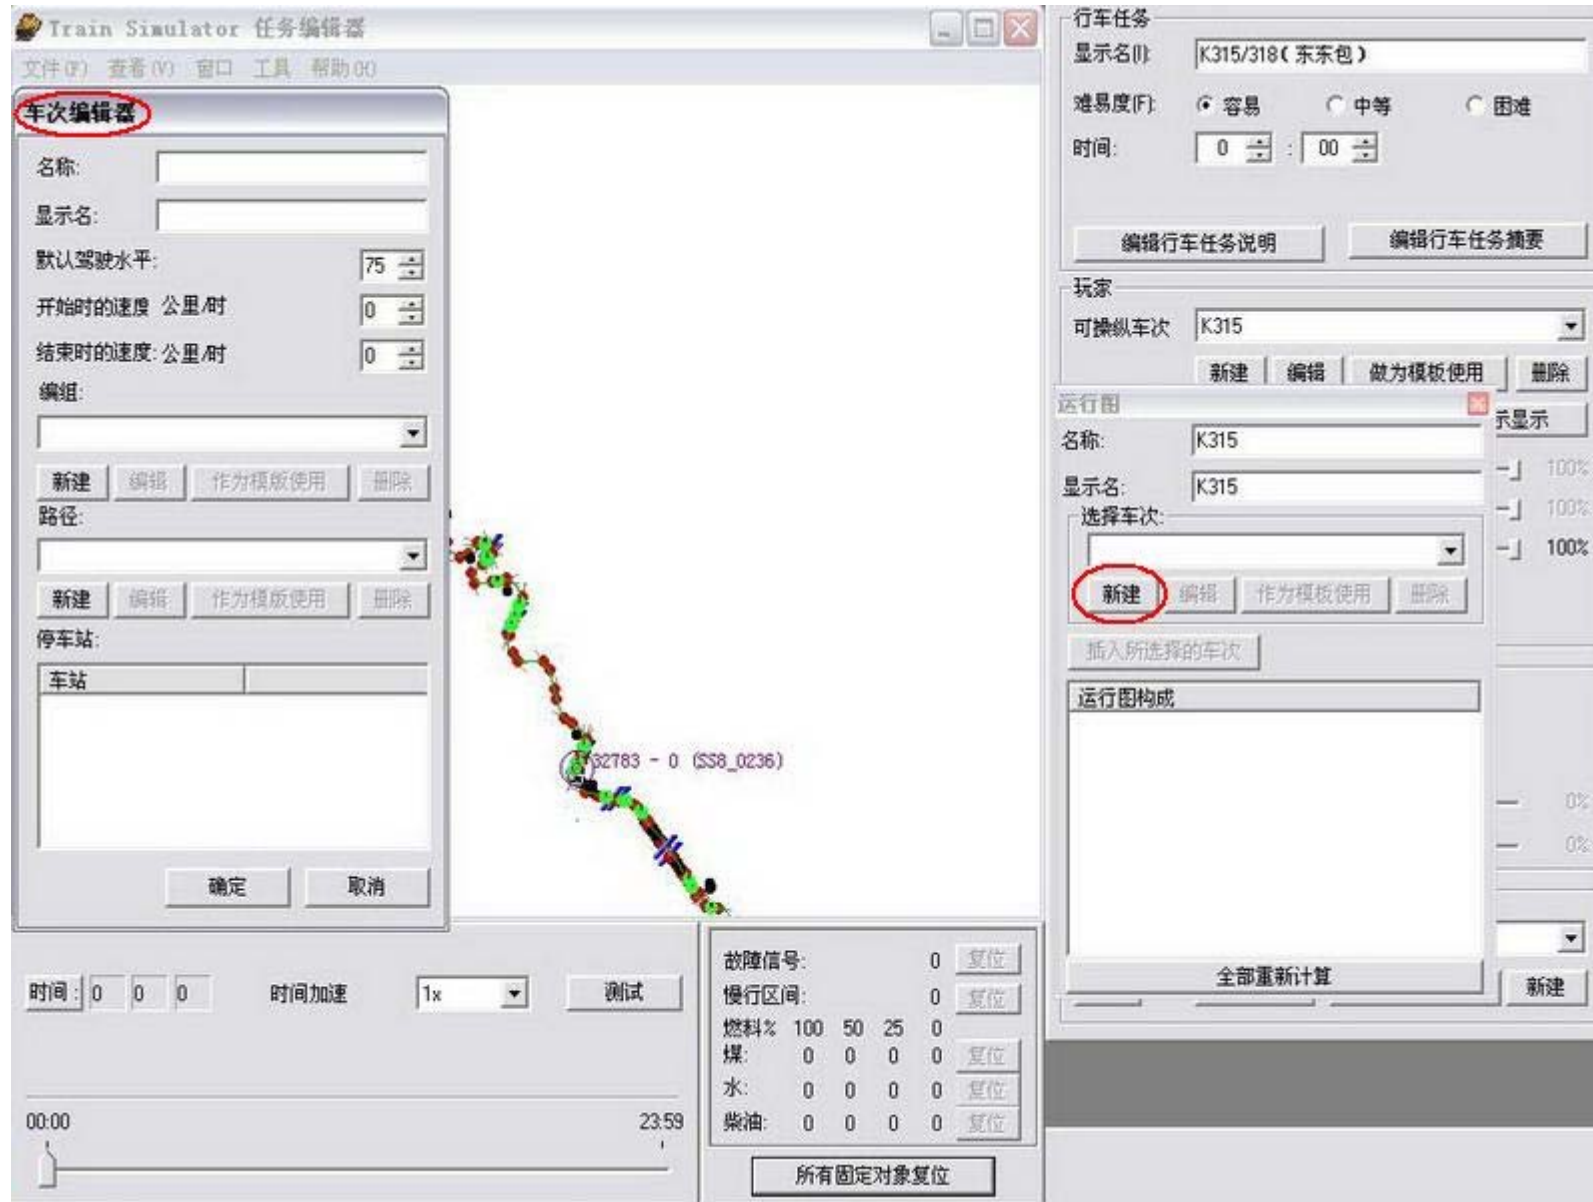 Train Simulator 任务编辑器
文件(F) 查看(V) 窗口 工具 帮助(H)
车次编辑器
名称:
显示名:
默认驾驶水平: 75
开始时的速度 公里/时 0
结束时的速度: 公里/时 0
编组:
新建 编辑 作为模版使用 删除
路径:
新建 编辑 作为模版使用 删除
停车站:
车站
确定 取消
32783 - 0 (SS8_0236)
时间: 0 0 0 时间加速 1x 测试
00:00 23:59
故障信号: 0 复位
慢行区间: 0 复位
燃料% 100 50 25 0
煤: 0 0 0 0 复位
水: 0 0 0 0 复位
柴油: 0 0 0 0 复位
所有固定对象复位
行车任务
显示名(I): K315/318(东东包)
难易度(F): 容易 中等 困难
时间: 0 : 00
编辑行车任务说明 编辑行车任务摘要
玩家
可操纵车次 K315
新建 编辑 做为模板使用 删除
示显示
100%
100%
100%
运行图
名称: K315
显示名: K315
选择车次:
新建 编辑 作为模版使用 删除
插入所选择的车次
运行图构成
全部重新计算
0%
0%
新建